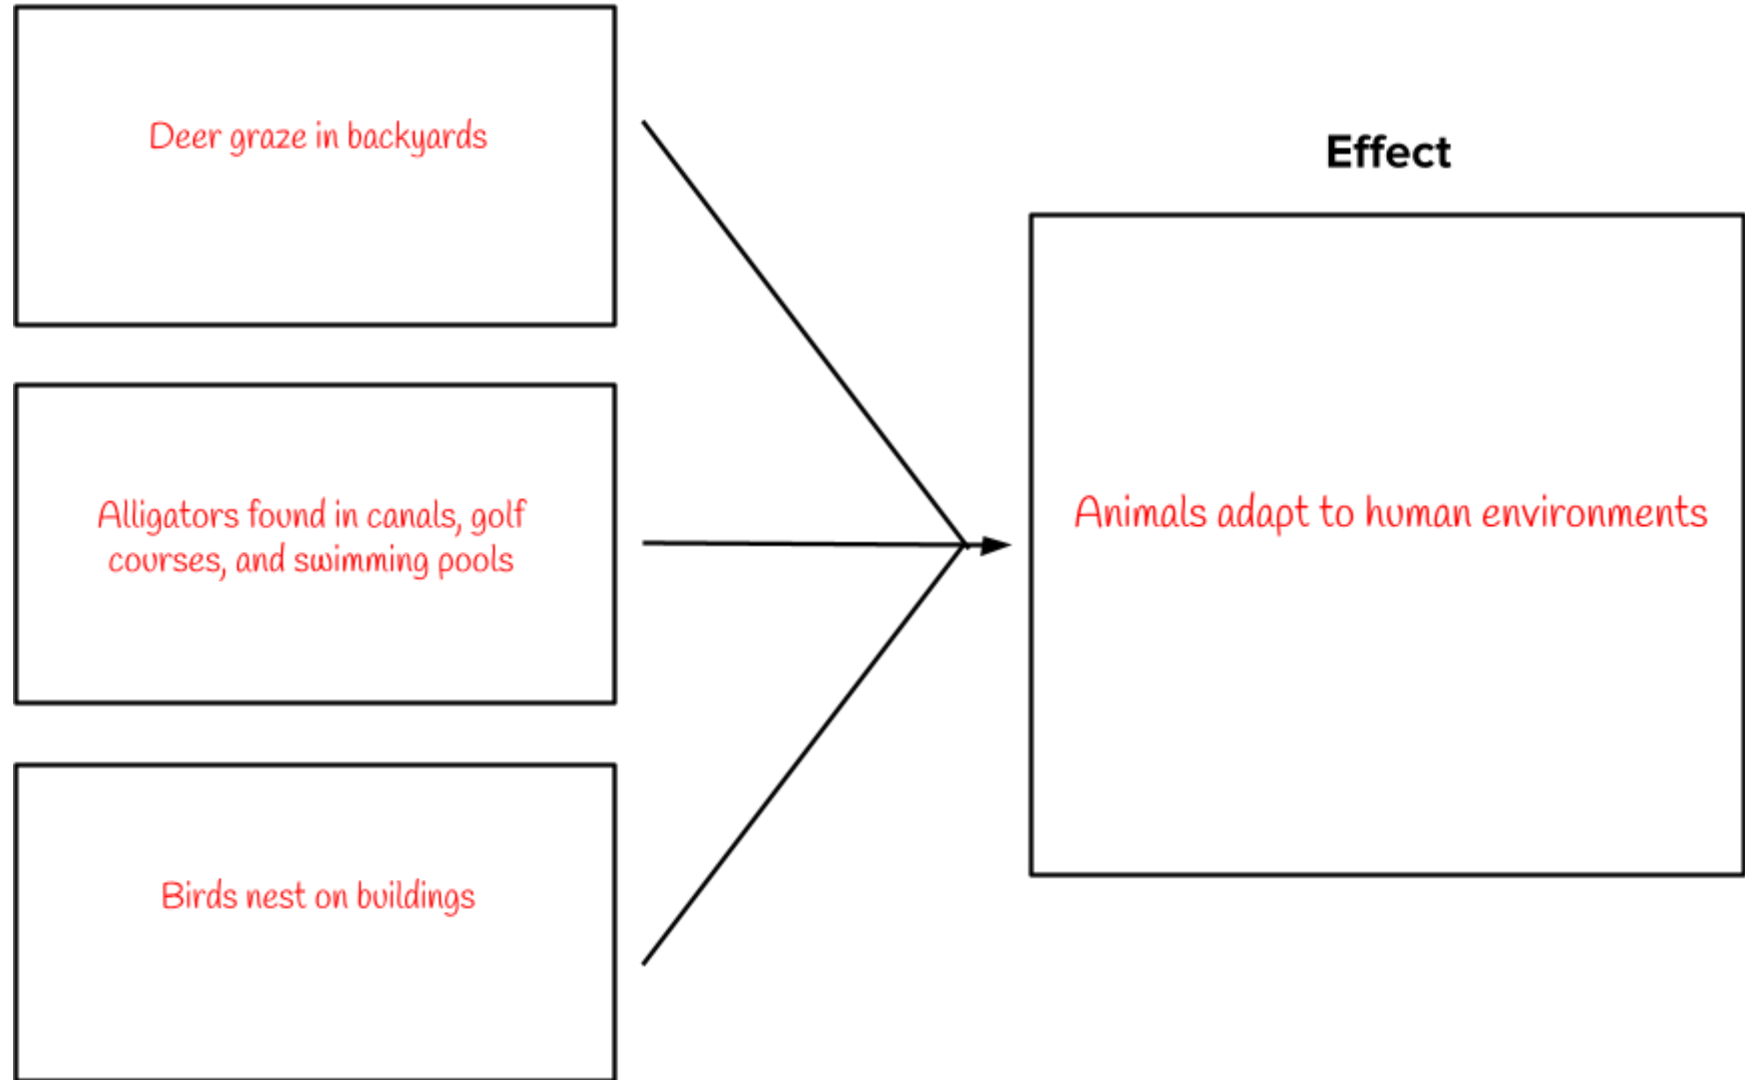 Deer graze in backyards
Effect
Alligators found in canals, golf
courses, and swimming pools
Animals adapt to human environments
Birds nest on buildings